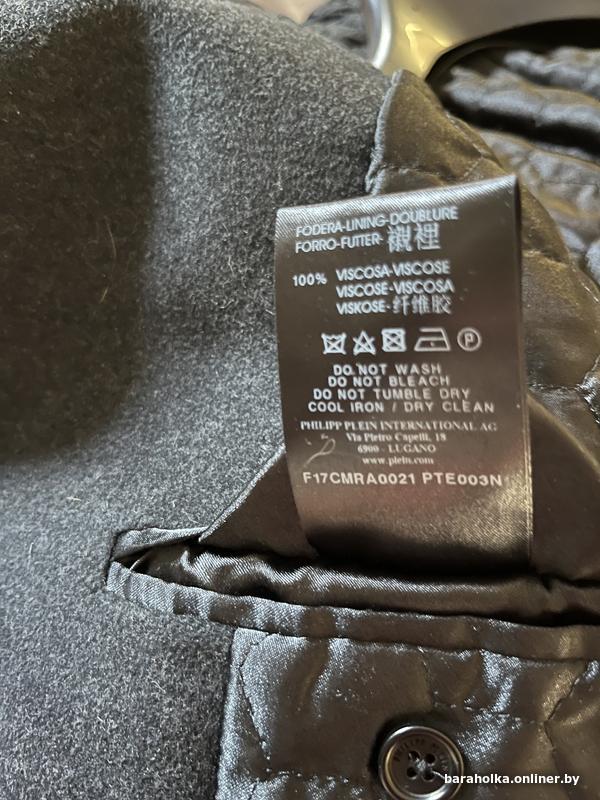 FODERA-LINING-DOUBLURE
FORRO-FUTTER-襯裡
100% VISCOSA-VISCOSE
VISCOSE-VISCOSA
VISKOSE-纤维胶
P
DO NOT WASH
DO NOT BLEACH
DO NOT TUMBLE DRY
COOL IRON / DRY CLEAN
PHILIPP PLEIN INTERNATIONAL AG
Via Pietro Capelli, 18
6900 - LUGANO
www.plein.com
F17CMRA0021 PTE003N
baraholka.onliner.by